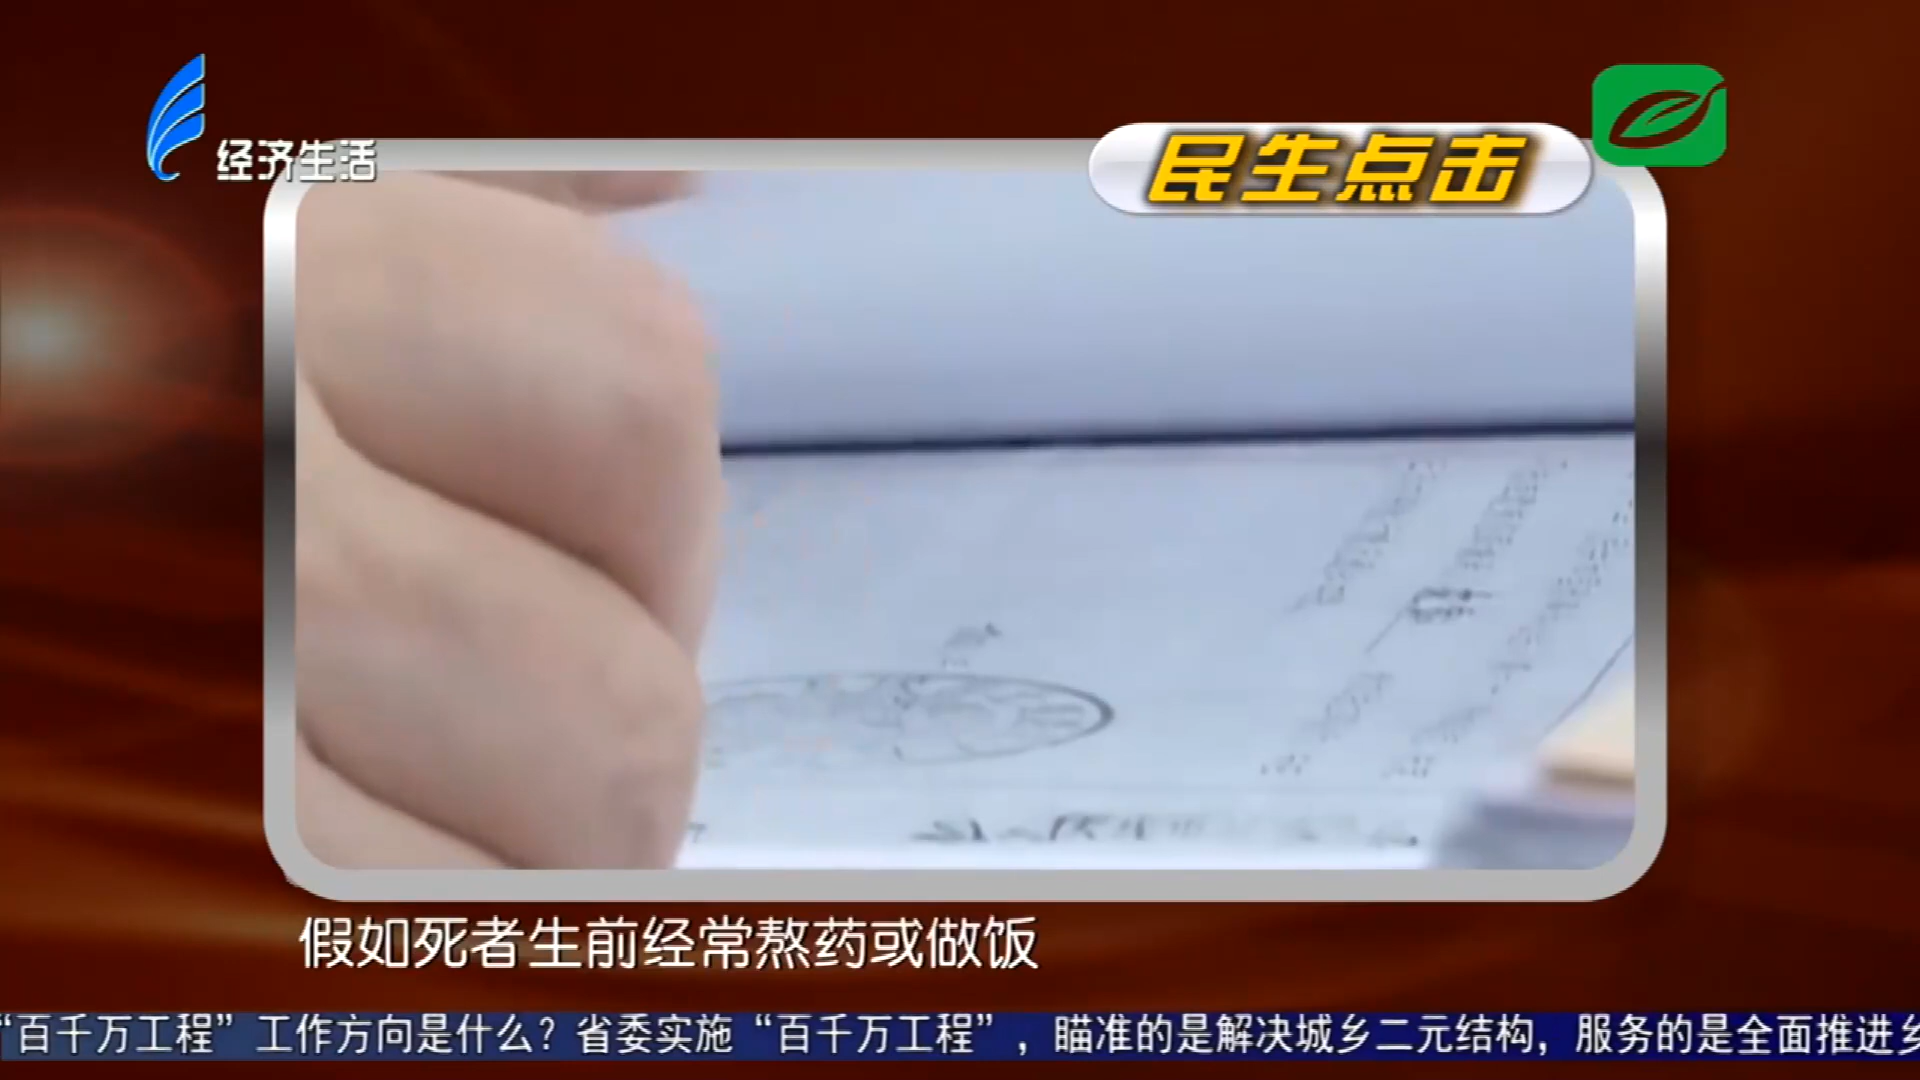 经济生活
民生点击
假如死者生前经常熬药或做饭
“百千万工程”工作方向是什么？省委实施“百千万工程”，瞄准的是解决城乡二元结构，服务的是全面推进乡